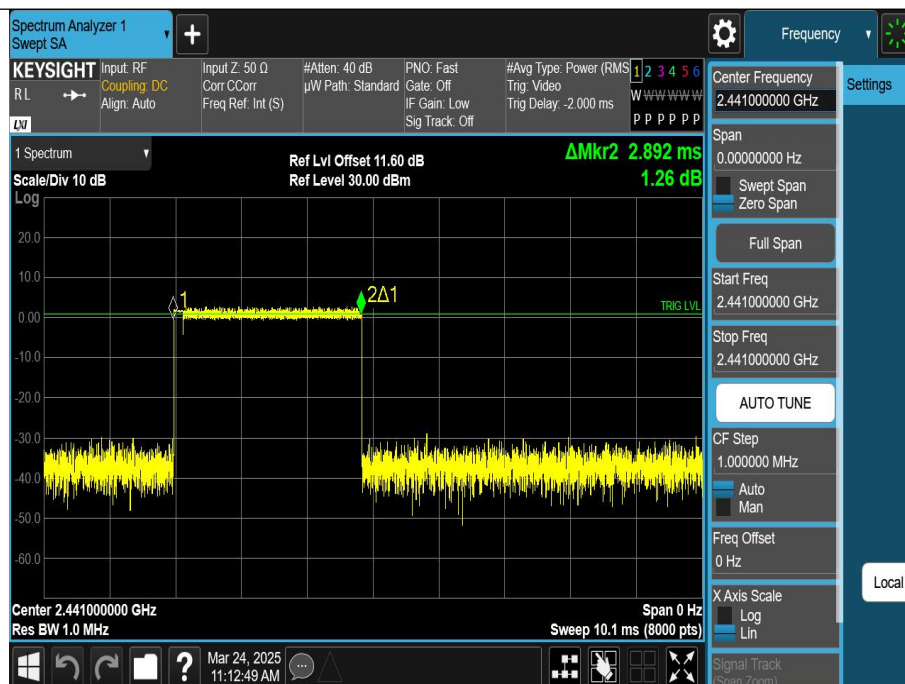 Spectrum Analyzer 1
Swept SA
Frequency
KEYSIGHT
RL
LXI
Input: RF
Coupling: DC
Align: Auto
Input Z: 50 Ω
Corr CCorr
Freq Ref: Int (S)
#Atten: 40 dB
µW Path: Standard
PNO: Fast
Gate: Off
IF Gain: Low
Sig Track: Off
#Avg Type: Power (RMS
Trig: Video
Trig Delay: -2.000 ms
1 2 3 4 5 6
W W W W W W
P P P P P P
1 Spectrum
Scale/Div 10 dB
Log
Ref Lvl Offset 11.60 dB
Ref Level 30.00 dBm
ΔMkr2 2.892 ms
1.26 dB
20.0
10.0
0.00
-10.0
-20.0
-30.0
-40.0
-50.0
-60.0
1
2Δ1
TRIG LVL
Center 2.441000000 GHz
Res BW 1.0 MHz
Span 0 Hz
Sweep 10.1 ms (8000 pts)
Mar 24, 2025
11:12:49 AM
Center Frequency
2.441000000 GHz
Span
0.00000000 Hz
Swept Span
Zero Span
Full Span
Start Freq
2.441000000 GHz
Stop Freq
2.441000000 GHz
AUTO TUNE
CF Step
1.000000 MHz
Auto
Man
Freq Offset
0 Hz
X Axis Scale
Log
Lin
Signal Track
(Span Zoom)
Settings
Local